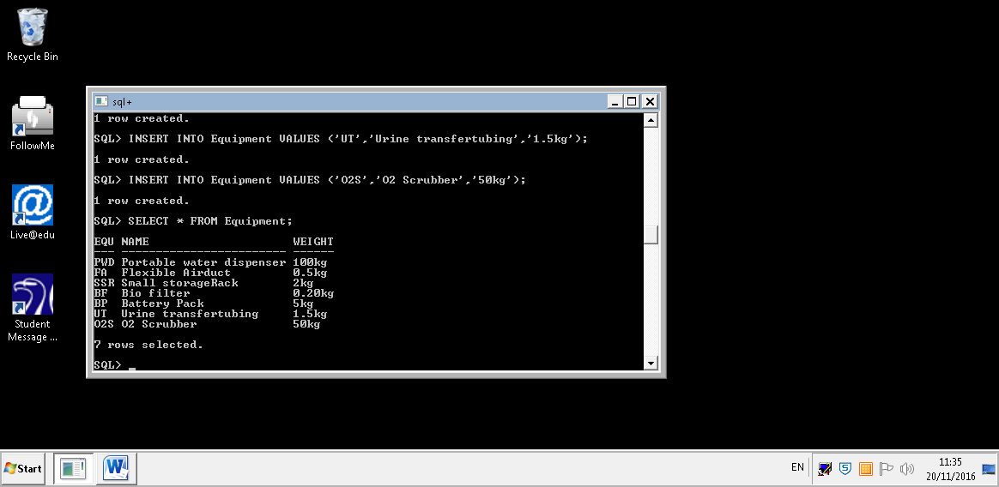 Recycle Bin
FollowMe
Live@edu
Student
Message ...
sql+
1 row created.
SQL> INSERT INTO Equipment VALUES ('UT','Urine transfertubing','1.5kg');
1 row created.
SQL> INSERT INTO Equipment VALUES ('O2S','O2 Scrubber','50kg');
1 row created.
SQL> SELECT * FROM Equipment;
EQU NAME                     WEIGHT
--- ------------------------ ------
PWD Portable water dispenser 100kg
FA  Flexible Airduct         0.5kg
SSR Small storageRack        2kg
BF  Bio filter               0.20kg
BP  Battery Pack             5kg
UT  Urine transfertubing     1.5kg
O2S O2 Scrubber              50kg
7 rows selected.
SQL> _
Start
EN
11:35
20/11/2016